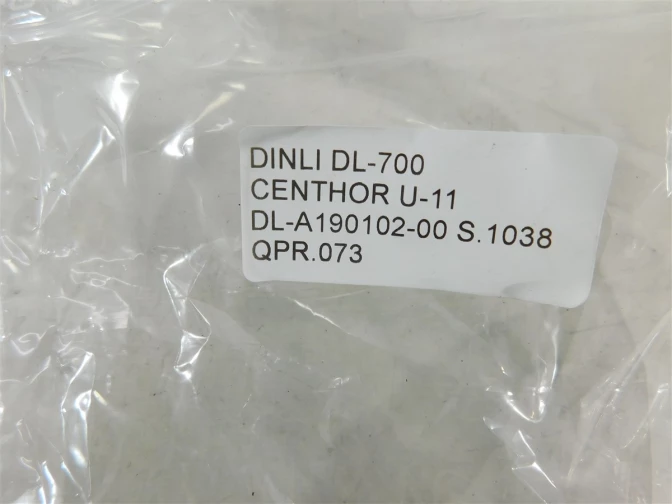 DINLI DL-700
CENTHOR U-11
DL-A190102-00 S.1038
QPR.073